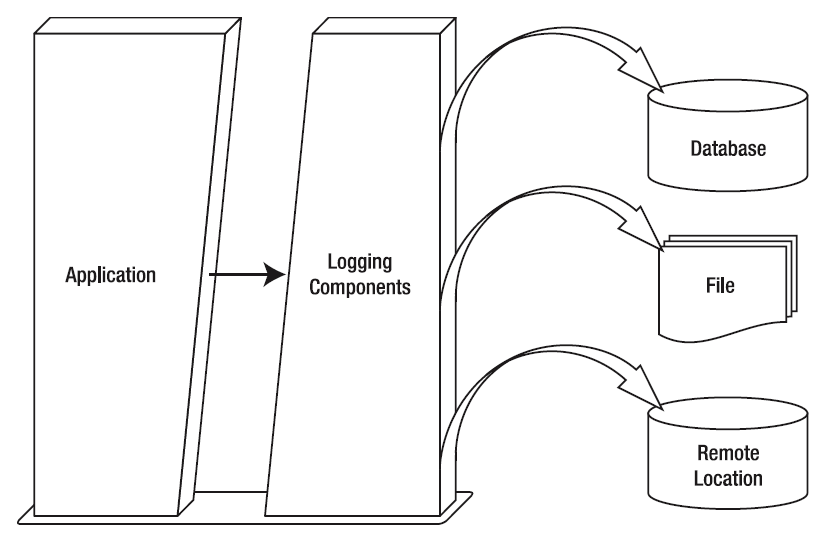 Application
Logging
Components
Database
File
Remote
Location